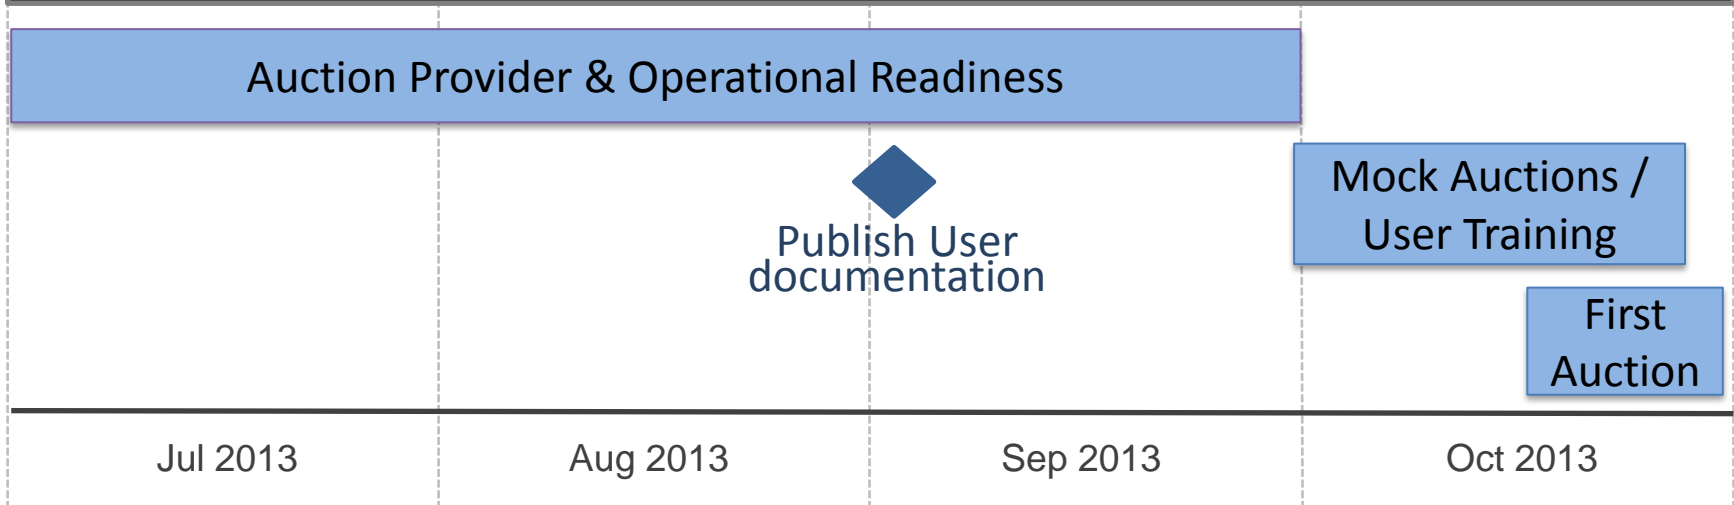 Auction Provider & Operational Readiness
Publish User
documentation
Mock Auctions /
User Training
First
Auction
Jul 2013
Aug 2013
Sep 2013
Oct 2013